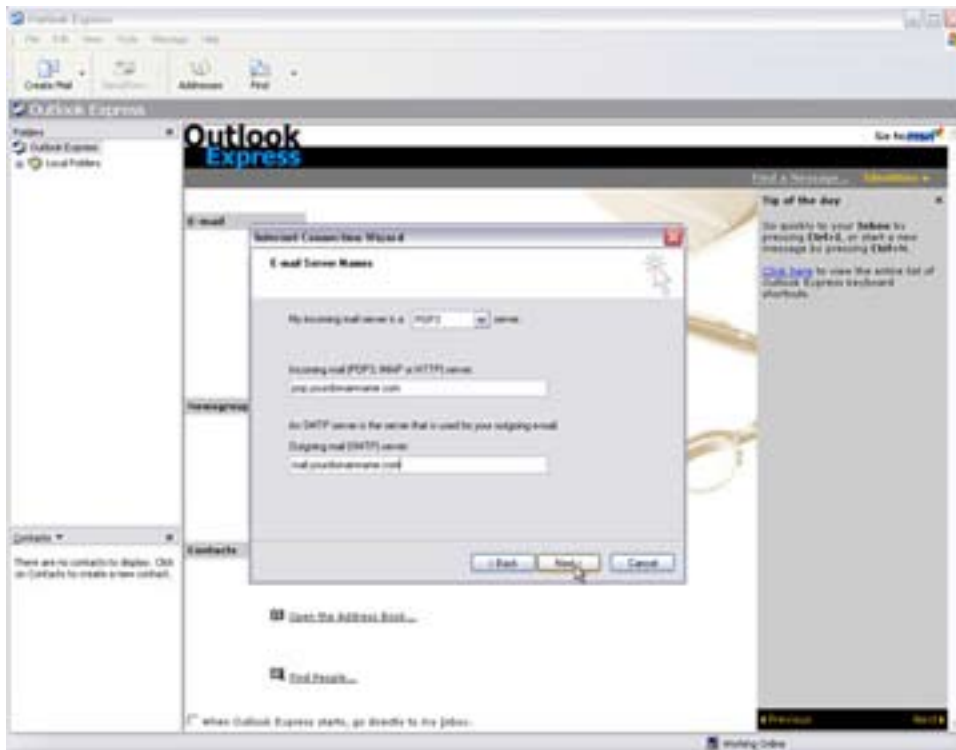 Outlook Express
File Edit View Tools Message Help
Create Mail
Addresses
Find
Outlook Express
Folders
Outlook Express
Local Folders
Outlook
Express
Go to msn
Find a Message... Identities
Tip of the day
Go quickly to your Inbox by
pressing Ctrl+I, or start a new
message by pressing Ctrl+N.
Click here to view the entire list of
Outlook Express keyboard
shortcuts.
E-mail
Internet Connection Wizard
E-mail Server Names
My incoming mail server is a POP3 server.
Incoming mail (POP3, IMAP or HTTP) server:
pop.yourdomainname.com
An SMTP server is the server that is used for your outgoing e-mail.
Outgoing mail (SMTP) server:
mail.yourdomainname.com
< Back Next > Cancel
Newsgroup
Contacts
There are no contacts to display. Click
on Contacts to create a new contact.
Contacts
Open the Address Book...
Find People...
When Outlook Express starts, go directly to my Inbox.
Previous Next
Working Online